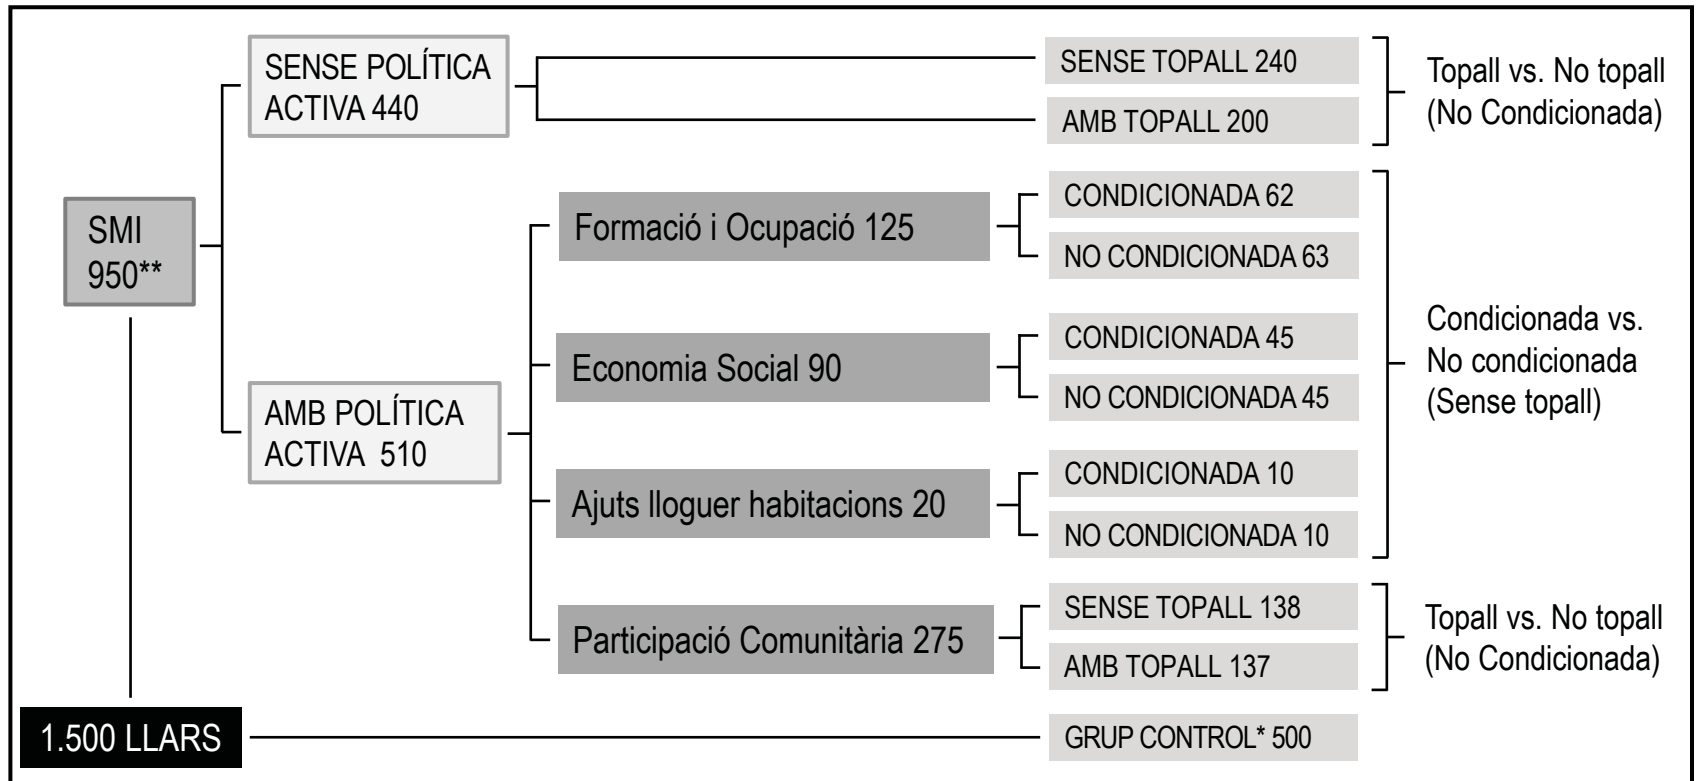 SENSE POLÍTICA
ACTIVA 440
SENSE TOPALL 240
AMB TOPALL 200
Topall vs. No topall
(No Condicionada)
SMI
950**
Formació i Ocupació 125
CONDICIONADA 62
NO CONDICIONADA 63
Economia Social 90
CONDICIONADA 45
NO CONDICIONADA 45
Condicionada vs.
No condicionada
(Sense topall)
AMB POLÍTICA
ACTIVA 510
Ajuts lloguer habitacions 20
CONDICIONADA 10
NO CONDICIONADA 10
Participació Comunitària 275
SENSE TOPALL 138
AMB TOPALL 137
Topall vs. No topall
(No Condicionada)
1.500 LLARS
GRUP CONTROL* 500